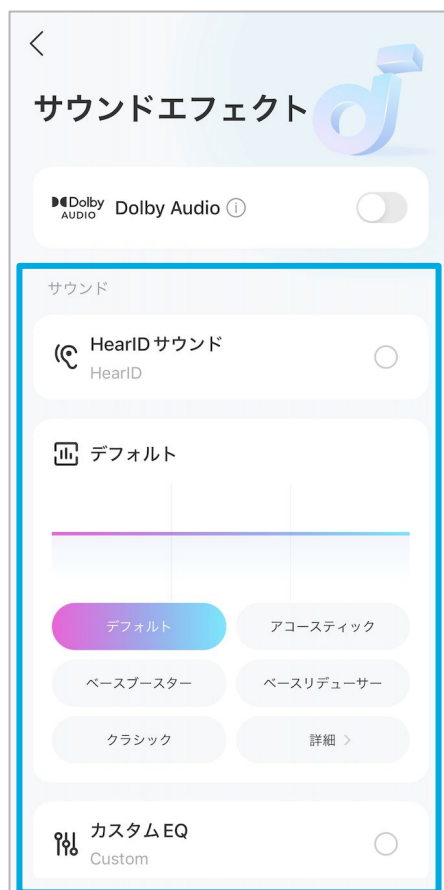 サウンドエフェクト
Dolby AUDIO Dolby Audio
サウンド
HearID サウンド
HearID
デフォルト
デフォルト アコースティック
ベースブースター ベースリデューサー
クラシック 詳細 >
カスタム EQ
Custom